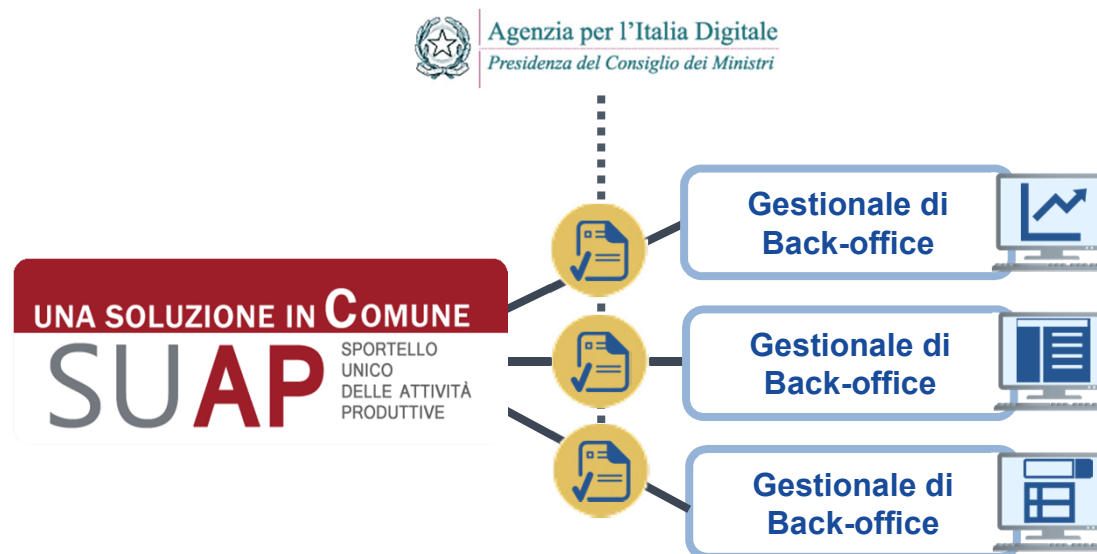 Agenzia per l'Italia Digitale
Presidenza del Consiglio dei Ministri
Gestionale di
Back-office
UNA SOLUZIONE IN COMUNE
SUAP
SPORTELLO
UNICO
DELLE ATTIVITÀ
PRODUTTIVE
Gestionale di
Back-office
Gestionale di
Back-office